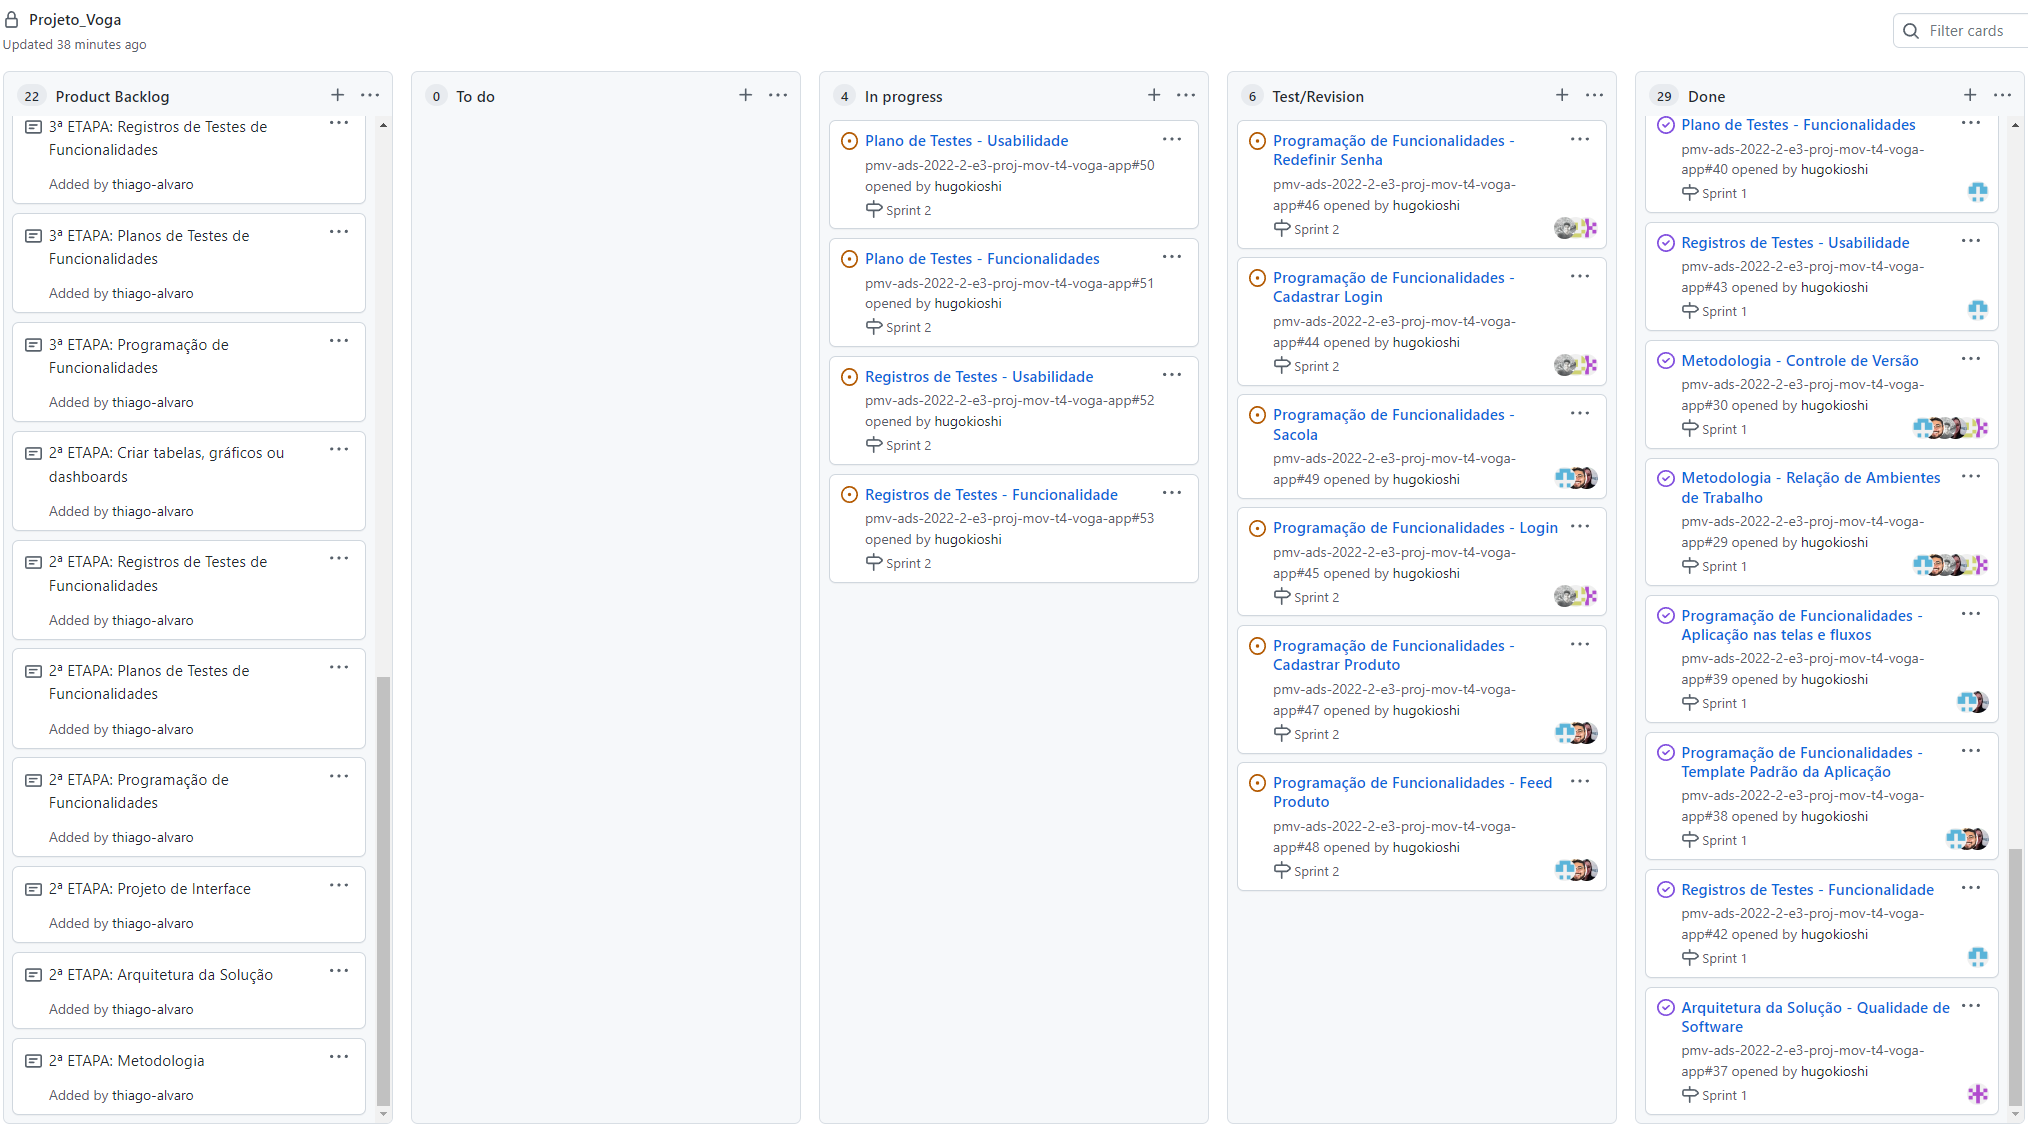 Projeto_Voga
Updated 38 minutes ago
Filter cards
22 Product Backlog
3ª ETAPA: Registros de Testes de
Funcionalidades
Added by thiago-alvaro
3ª ETAPA: Planos de Testes de
Funcionalidades
Added by thiago-alvaro
3ª ETAPA: Programação de
Funcionalidades
Added by thiago-alvaro
2ª ETAPA: Criar tabelas, gráficos ou
dashboards
Added by thiago-alvaro
2ª ETAPA: Registros de Testes de
Funcionalidades
Added by thiago-alvaro
2ª ETAPA: Planos de Testes de
Funcionalidades
Added by thiago-alvaro
2ª ETAPA: Programação de
Funcionalidades
Added by thiago-alvaro
2ª ETAPA: Projeto de Interface
Added by thiago-alvaro
2ª ETAPA: Arquitetura da Solução
Added by thiago-alvaro
2ª ETAPA: Metodologia
Added by thiago-alvaro
0 To do
4 In progress
Plano de Testes - Usabilidade
pmv-ads-2022-2-e3-proj-mov-t4-voga-app#50
opened by hugokioshi
Sprint 2
Plano de Testes - Funcionalidades
pmv-ads-2022-2-e3-proj-mov-t4-voga-app#51
opened by hugokioshi
Sprint 2
Registros de Testes - Usabilidade
pmv-ads-2022-2-e3-proj-mov-t4-voga-app#52
opened by hugokioshi
Sprint 2
Registros de Testes - Funcionalidade
pmv-ads-2022-2-e3-proj-mov-t4-voga-app#53
opened by hugokioshi
Sprint 2
6 Test/Revision
Programação de Funcionalidades -
Redefinir Senha
pmv-ads-2022-2-e3-proj-mov-t4-voga-
app#46 opened by hugokioshi
Sprint 2
Programação de Funcionalidades -
Cadastrar Login
pmv-ads-2022-2-e3-proj-mov-t4-voga-
app#44 opened by hugokioshi
Sprint 2
Programação de Funcionalidades -
Sacola
pmv-ads-2022-2-e3-proj-mov-t4-voga-
app#49 opened by hugokioshi
Programação de Funcionalidades - Login
pmv-ads-2022-2-e3-proj-mov-t4-voga-
app#45 opened by hugokioshi
Sprint 2
Programação de Funcionalidades -
Cadastrar Produto
pmv-ads-2022-2-e3-proj-mov-t4-voga-
app#47 opened by hugokioshi
Sprint 2
Programação de Funcionalidades - Feed
Produto
pmv-ads-2022-2-e3-proj-mov-t4-voga-
app#48 opened by hugokioshi
Sprint 2
29 Done
Plano de Testes - Funcionalidades
pmv-ads-2022-2-e3-proj-mov-t4-voga-
app#40 opened by hugokioshi
Sprint 1
Registros de Testes - Usabilidade
pmv-ads-2022-2-e3-proj-mov-t4-voga-
app#43 opened by hugokioshi
Sprint 1
Metodologia - Controle de Versão
pmv-ads-2022-2-e3-proj-mov-t4-voga-
app#30 opened by hugokioshi
Sprint 1
Metodologia - Relação de Ambientes
de Trabalho
pmv-ads-2022-2-e3-proj-mov-t4-voga-
app#29 opened by hugokioshi
Sprint 1
Programação de Funcionalidades -
Aplicação nas telas e fluxos
pmv-ads-2022-2-e3-proj-mov-t4-voga-
app#39 opened by hugokioshi
Sprint 1
Programação de Funcionalidades -
Template Padrão da Aplicação
pmv-ads-2022-2-e3-proj-mov-t4-voga-
app#38 opened by hugokioshi
Sprint 1
Registros de Testes - Funcionalidade
pmv-ads-2022-2-e3-proj-mov-t4-voga-
app#42 opened by hugokioshi
Sprint 1
Arquitetura da Solução - Qualidade de
Software
pmv-ads-2022-2-e3-proj-mov-t4-voga-
app#37 opened by hugokioshi
Sprint 1